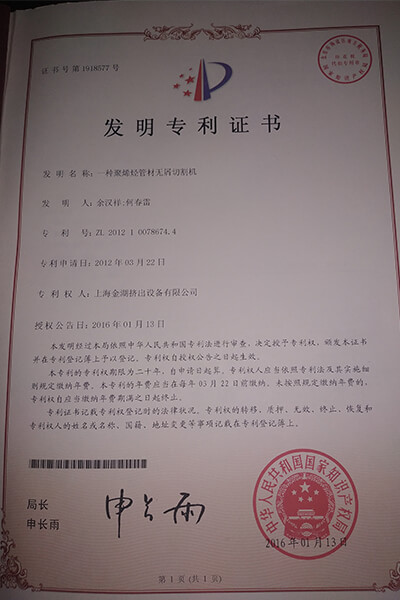 证书号第1918577号
发明专利证书
发 明 名 称：一种聚烯烃管材无屑切割机
发 明 人：余汉祥;何春雷
专 利 号：ZL 2012 1 0078674.4
专利申请日：2012年03月22日
专 利 权 人：上海金湖挤出设备有限公司
授权公告日：2016年01月13日
本发明经过本局依照中华人民共和国专利法进行审查，决定授予专利权，颁发本证书
并在专利登记簿上予以登记。专利权自授权公告之日起生效。
本专利的专利权期限为二十年，自申请日起算。专利权人应当依照专利法及其实施细
则规定缴纳年费。本专利的年费应当在每年03月22日前缴纳。未按照规定缴纳年费的，
专利权自应当缴纳年费期满之日起终止。
专利证书记载专利权登记时的法律状况。专利权的转移、质押、无效、终止、恢复和
专利权人的姓名或名称、国籍、地址变更等事项记载在专利登记簿上。
局长
申长雨
申长雨
中华人民共和国国家知识产权局
2016年01月13日
第1页(共1页)